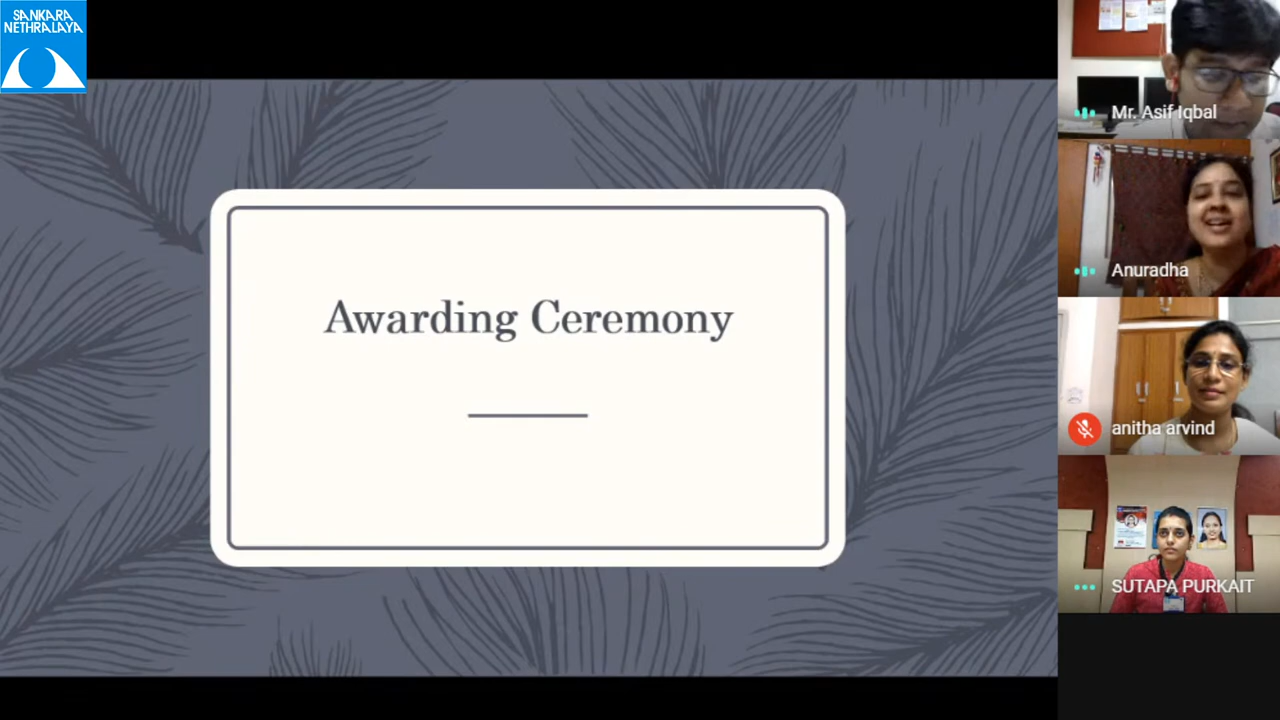 SANKARA
NETHRALAYA
Awarding Ceremony
Mr. Asif Iqbal
Anuradha
anitha arvind
SUTAPA PURKAIT